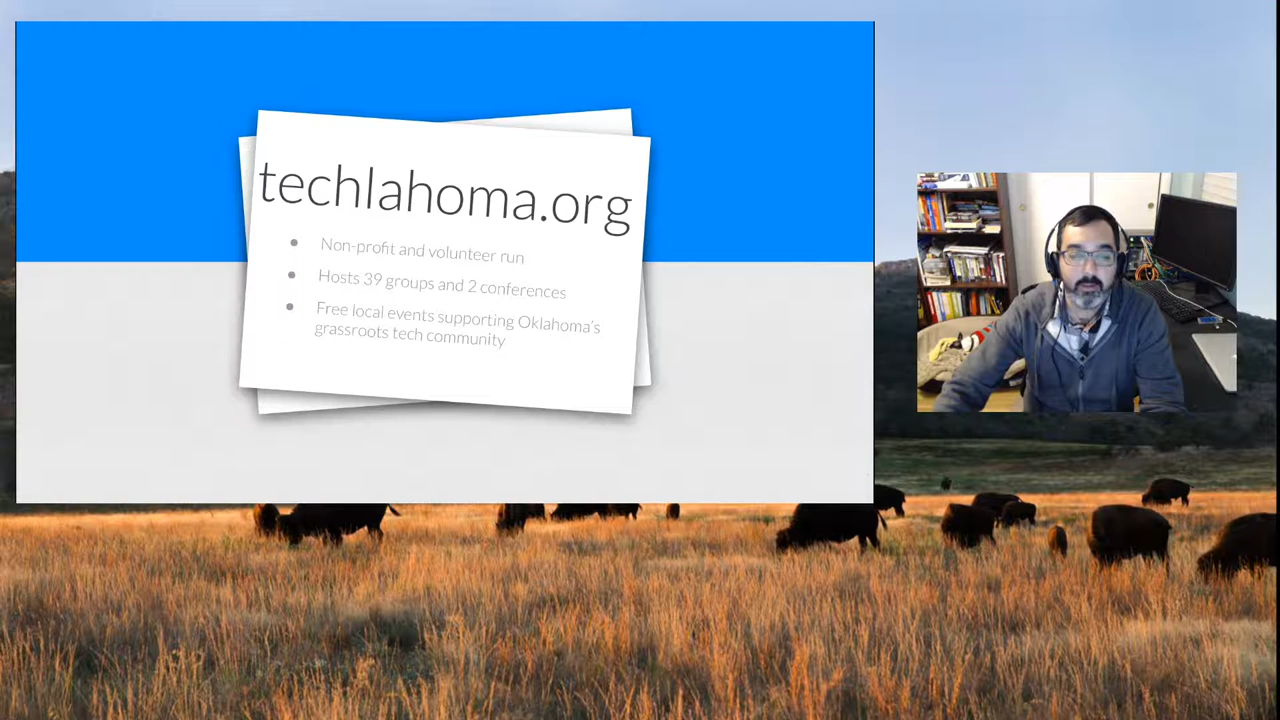 techlahoma.org
Non-profit and volunteer run
Hosts 39 groups and 2 conferences
Free local events supporting Oklahoma's
grassroots tech community